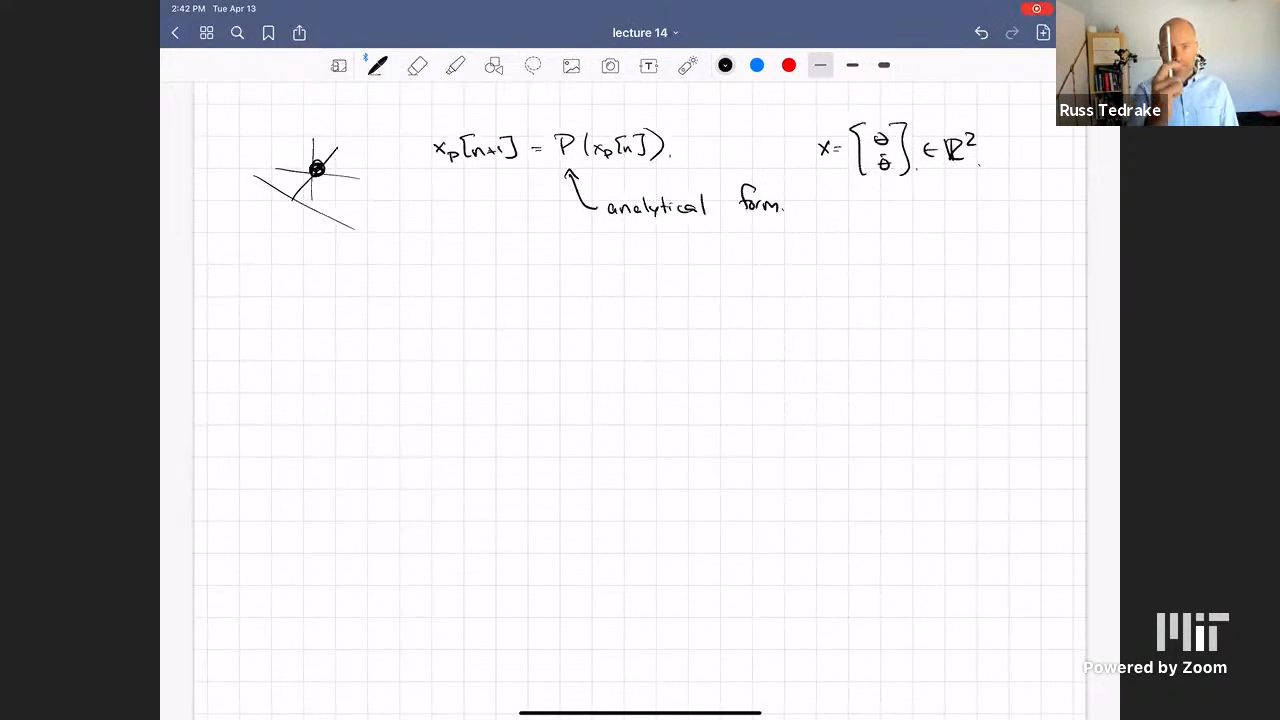 2:42 PM Tue Apr 13
lecture 14
T
Russ Tedrake
x_p[n+1] = P(x_p[n]).
x = [θ θ̇] ∈ ℝ²
analytical form.
MIT
Powered by Zoom